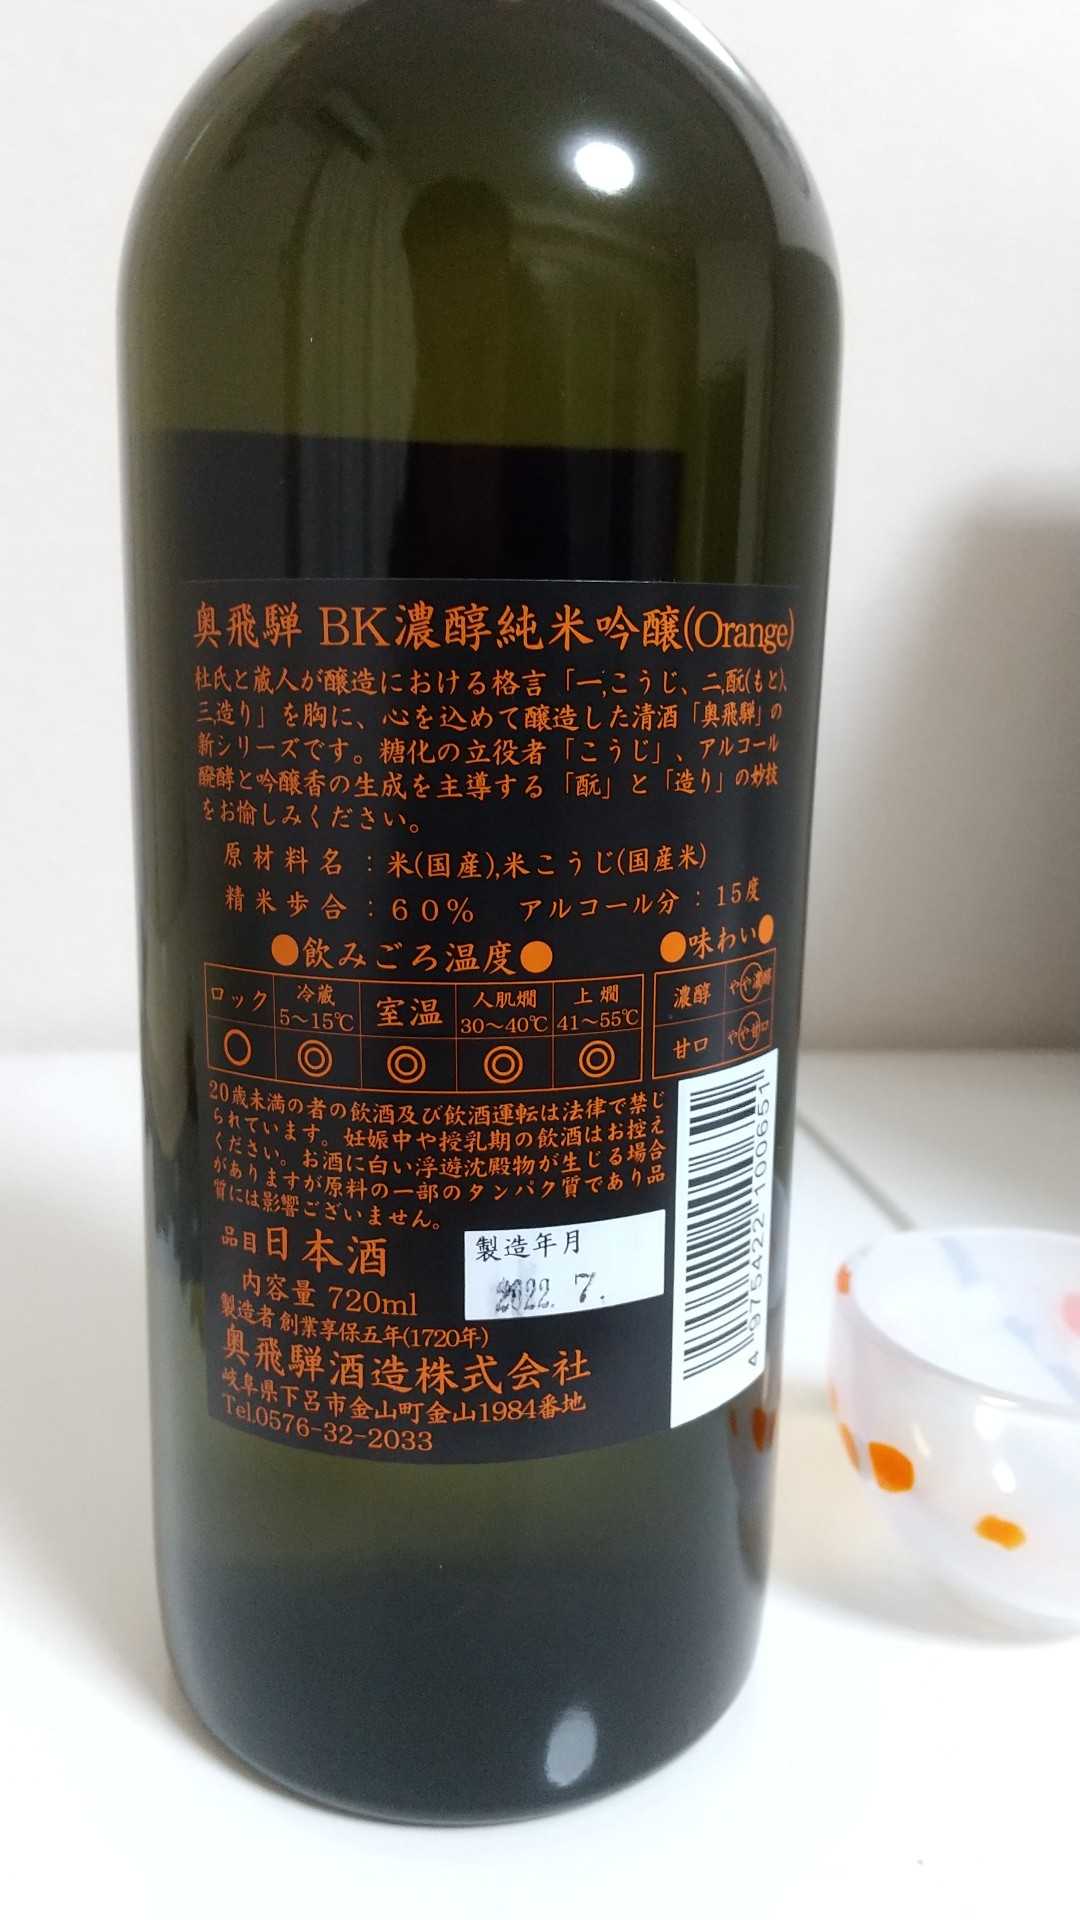 奥飛騨 BK濃醇純米吟醸(Orange)
杜氏と蔵人が醸造における格言「一,こうじ、二,酛(もと)、
三,造り」を胸に、心を込めて醸造した清酒「奥飛騨」の
新シリーズです。糖化の立役者「こうじ」、アルコール
醗酵と吟醸香の生成を主導する「酛」と「造り」の妙技
をお愉しみください。
原材料名：米(国産),米こうじ(国産米)
精米歩合：60% アルコール分：15度
●飲みごろ温度● ●味わい●
ロック 冷蔵 5〜15℃ 室温 人肌燗 30〜40℃ 上燗 41〜55℃
○ ◎ ◎ ◎ ◎
濃醇 やや濃醇
甘口 やや甘口
20歳未満の者の飲酒及び飲酒運転は法律で禁じ
られています。妊娠中や授乳期の飲酒はお控え
ください。お酒に白い浮遊沈殿物が生じる場合
がありますが原料の一部のタンパク質であり品
質には影響ございません。
品目 日本酒
内容量 720ml
製造年月
2022. 7.
製造者 創業享保五年(1720年)
奥飛騨酒造株式会社
岐阜県下呂市金山町金山1984番地
Tel.0576-32-2033
4 975422 100651